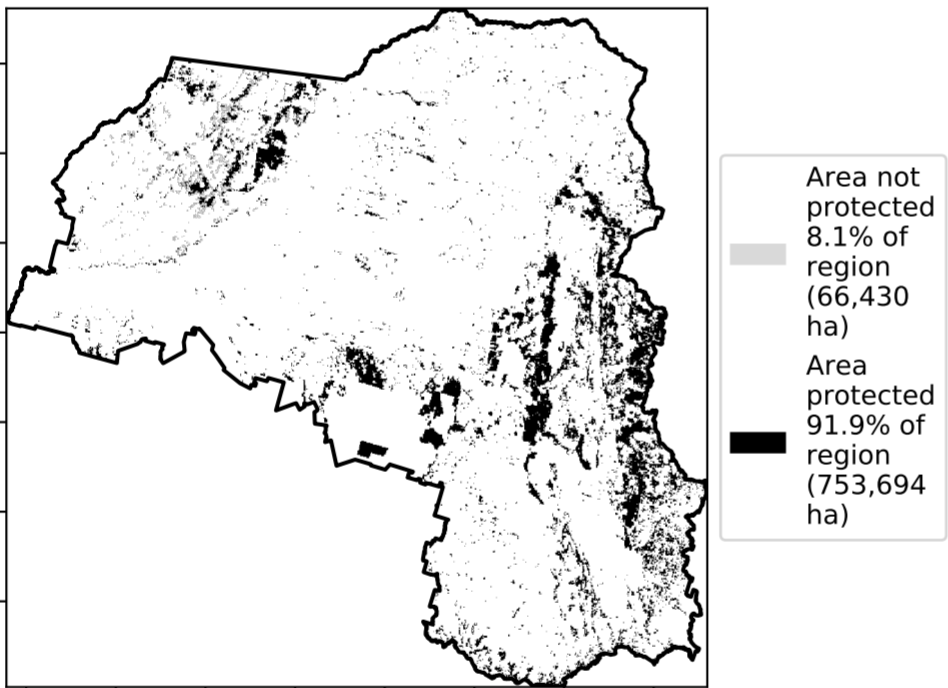 Area not
protected
8.1% of
region
(66,430
ha)
Area
protected
91.9% of
region
(753,694
ha)